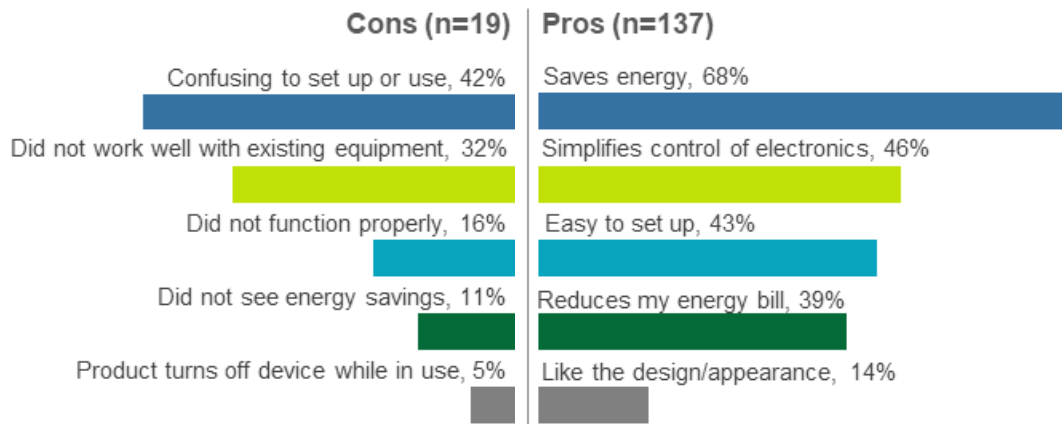 Cons (n=19)
Pros (n=137)
Confusing to set up or use, 42%
Saves energy, 68%
Did not work well with existing equipment, 32%
Simplifies control of electronics, 46%
Did not function properly, 16%
Easy to set up, 43%
Did not see energy savings, 11%
Reduces my energy bill, 39%
Product turns off device while in use, 5%
Like the design/appearance, 14%